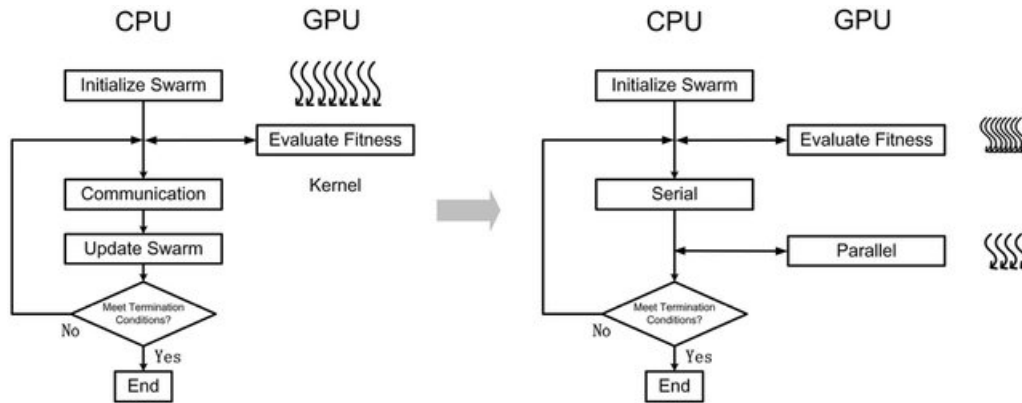 CPU
GPU
Initialize Swarm
Evaluate Fitness
Kernel
Communication
Update Swarm
Meet Termination
Conditions?
No
Yes
End
CPU
GPU
Initialize Swarm
Evaluate Fitness
Serial
Parallel
Meet Termination
Conditions?
No
Yes
End